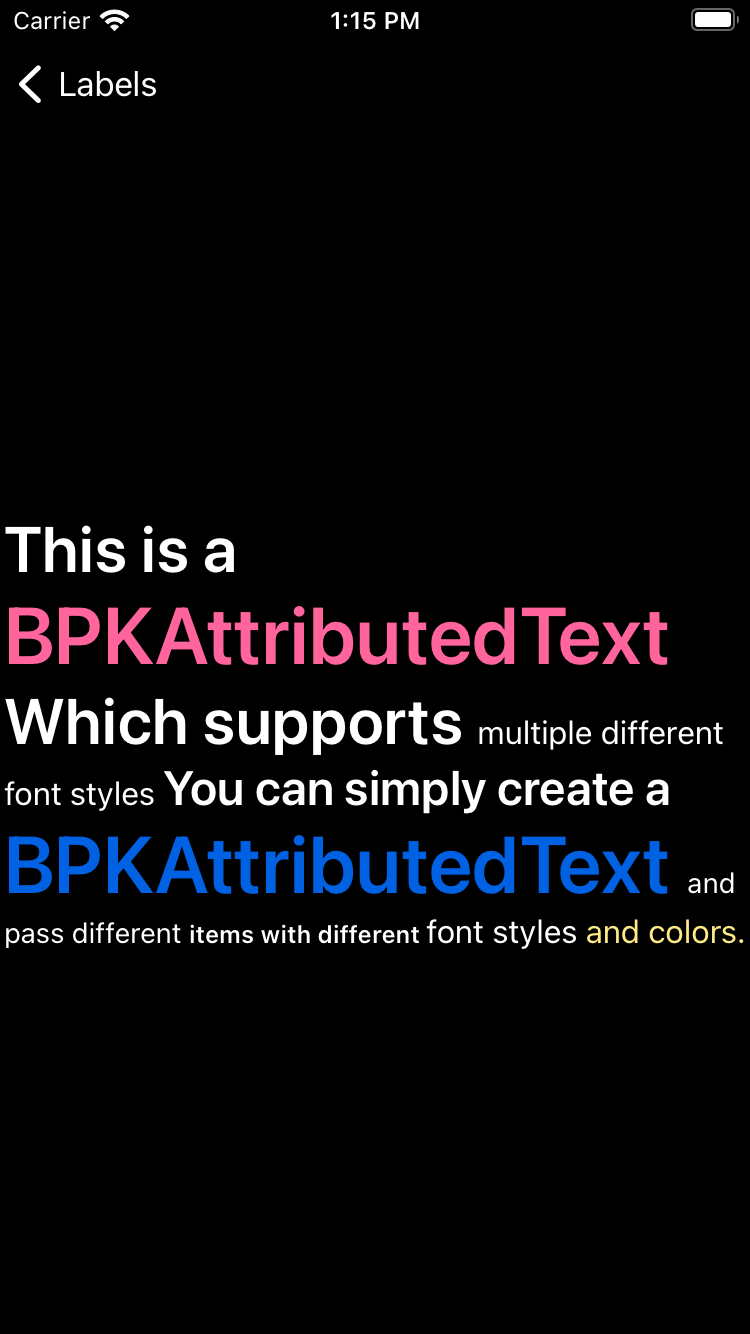 Carrier 1:15 PM
Labels
This is a
BPKAttributedText
Which supports multiple different
font styles You can simply create a
BPKAttributedText and
pass different items with different font styles and colors.